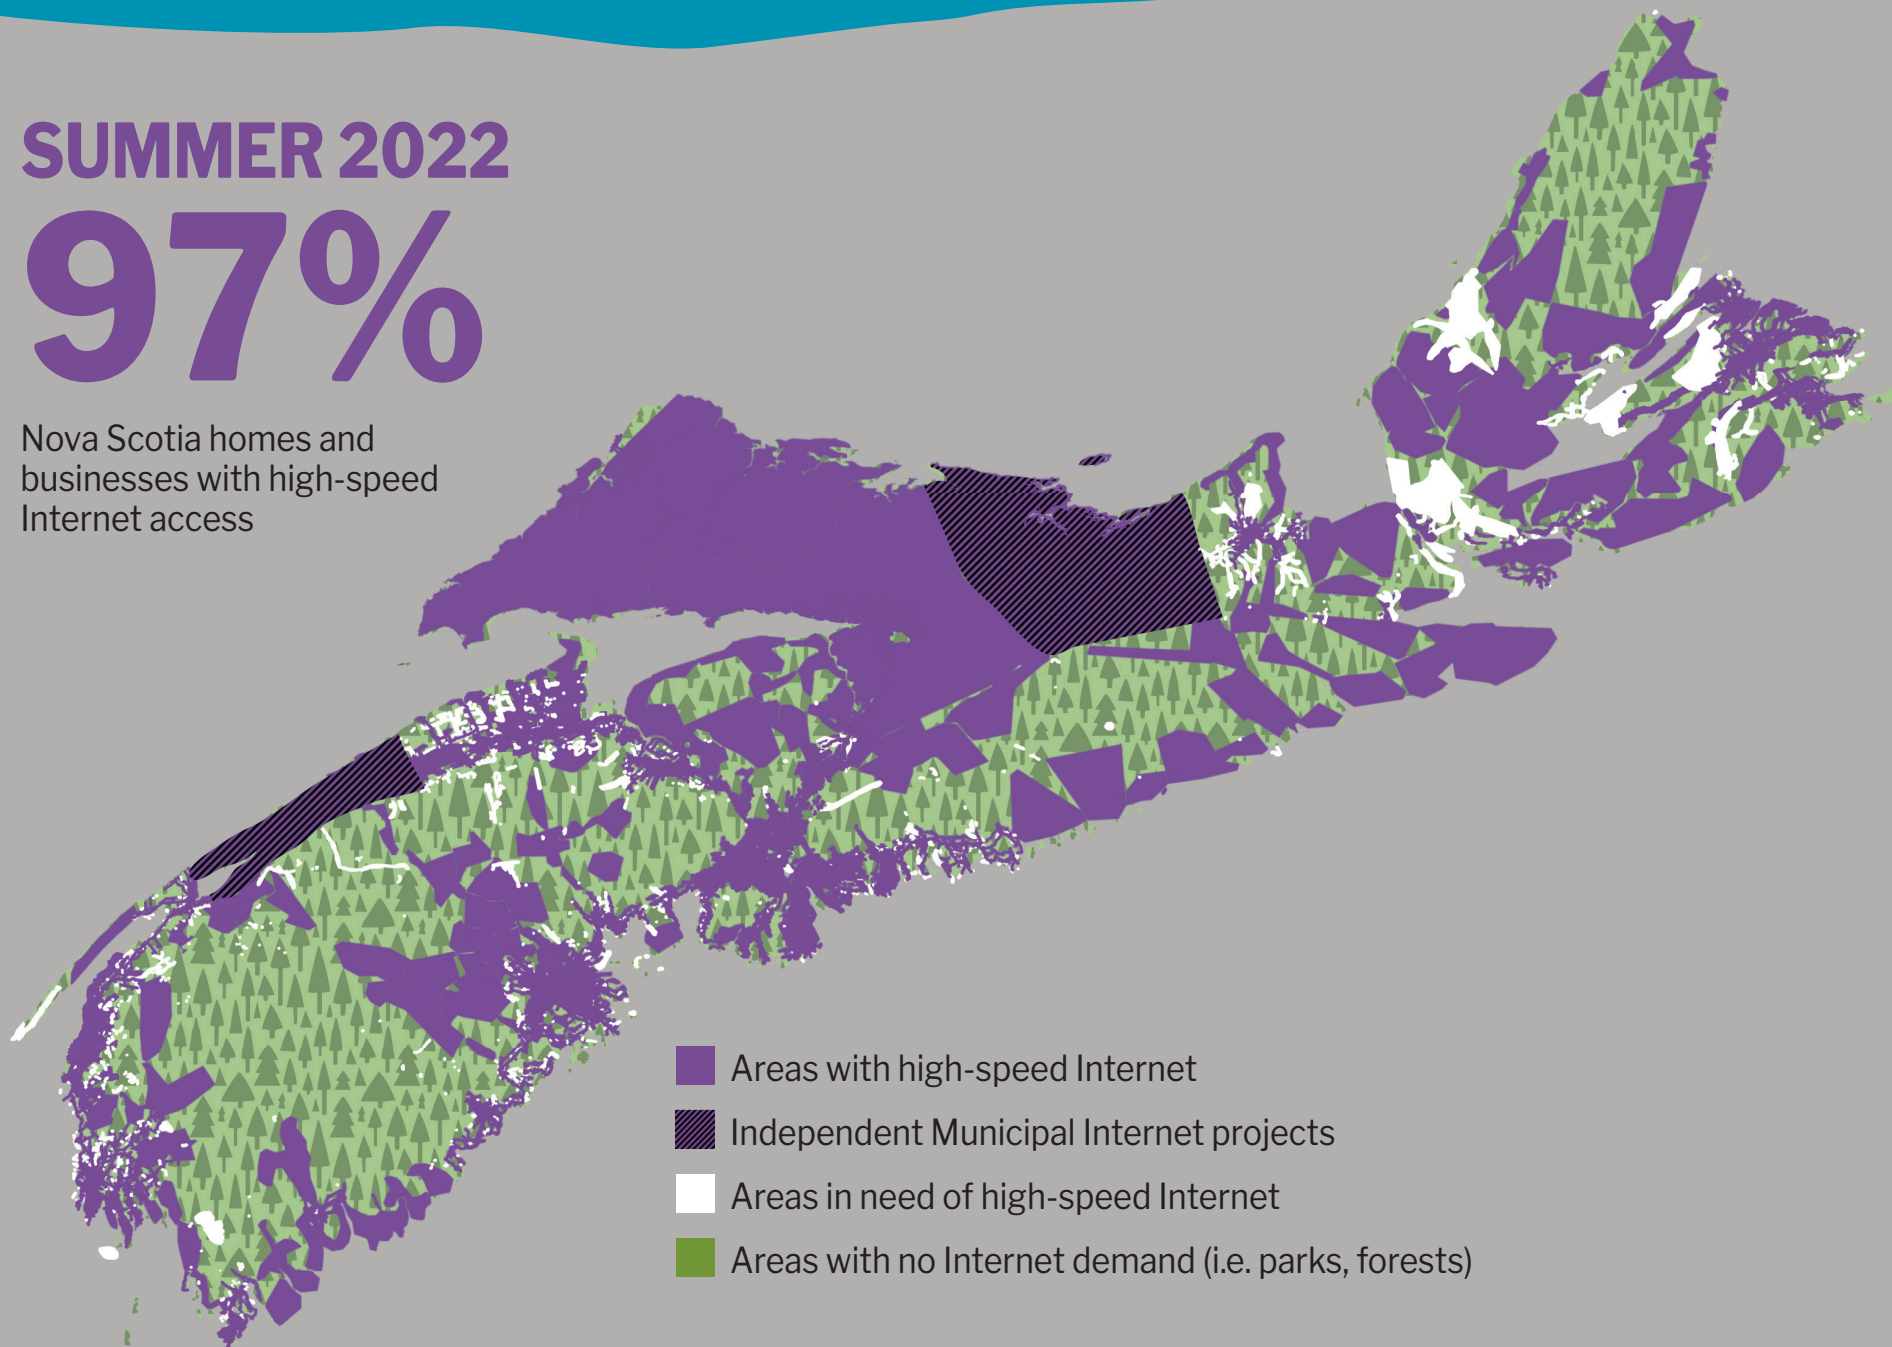 SUMMER 2022
97%
Nova Scotia homes and
businesses with high-speed
Internet access
Areas with high-speed Internet
Independent Municipal Internet projects
Areas in need of high-speed Internet
Areas with no Internet demand (i.e. parks, forests)